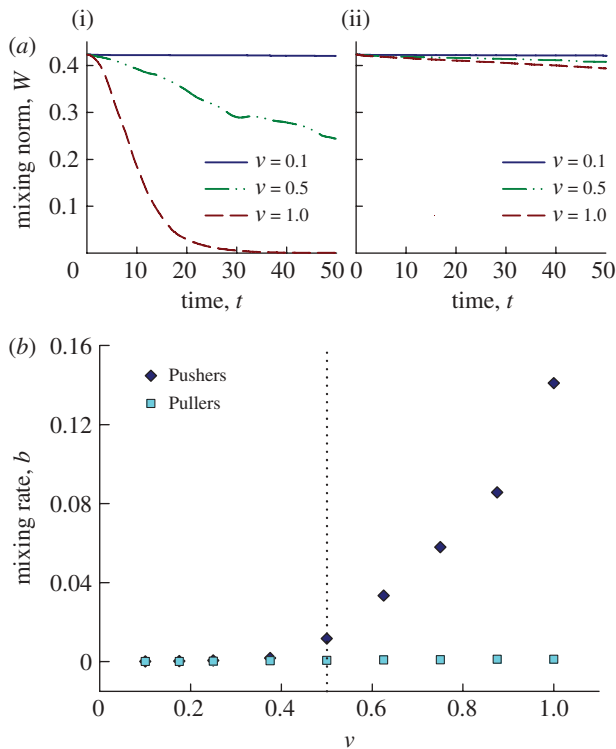 (a)
(i)
(ii)
mixing norm, W
0.4
0.3
0.2
0.1
v = 0.1
v = 0.5
v = 1.0
v = 0.1
v = 0.5
v = 1.0
0 10 20 30 40 50
0 10 20 30 40 50
time, t
time, t
(b)
mixing rate, b
0.16
0.12
0.08
0.04
0
Pushers
Pullers
0 0.2 0.4 0.6 0.8 1.0
v